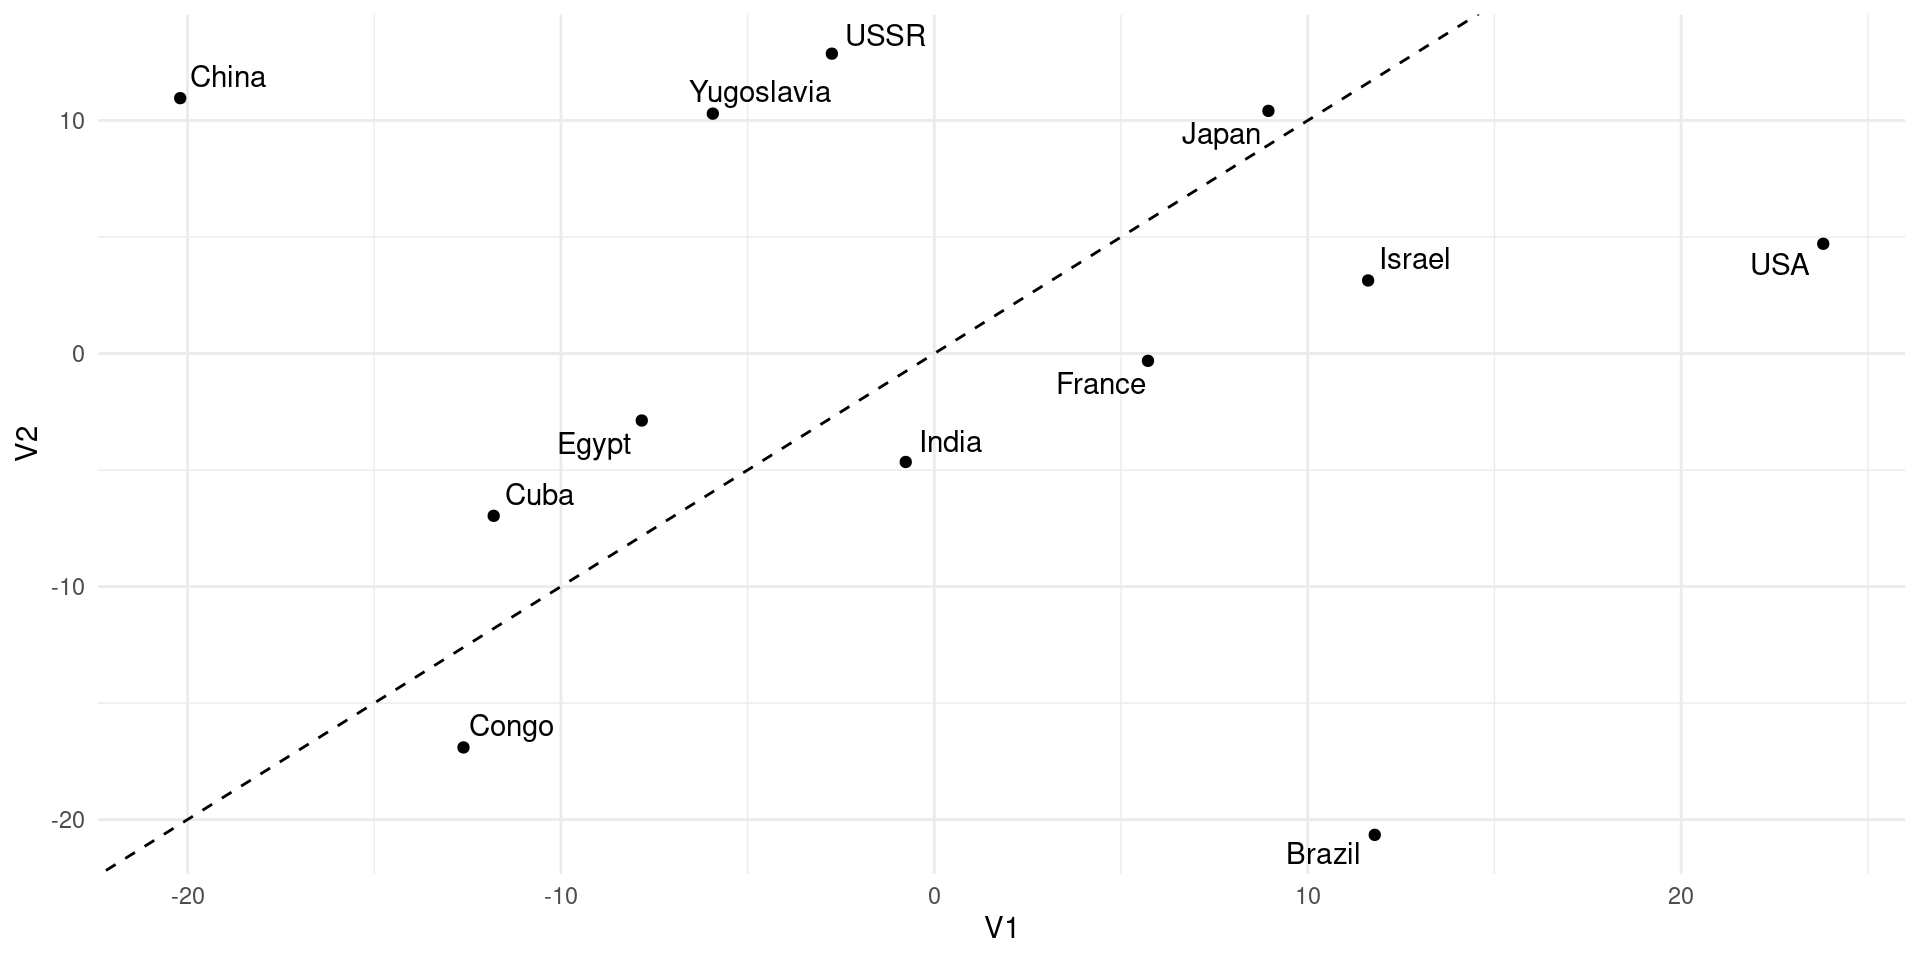 USSR
China
Yugoslavia
10
Japan
Israel
USA
0
France
V2
Egypt
India
Cuba
-10
Congo
-20
Brazil
-20 -10 0 10 20
V1